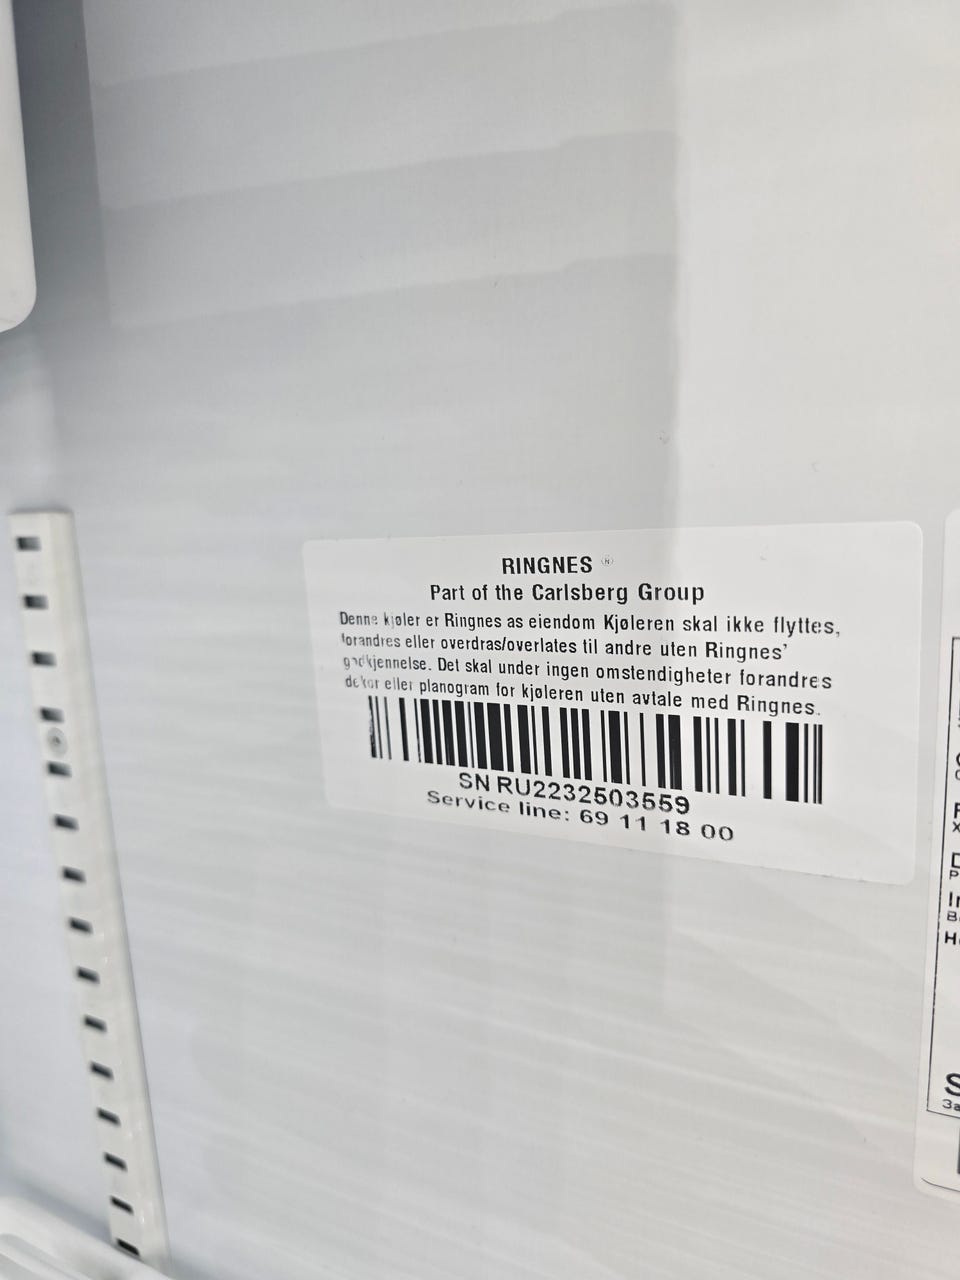 RINGNES ®
Part of the Carlsberg Group
Denne kjøler er Ringnes as eiendom Kjøleren skal ikke flyttes,
forandres eller overdras/overlates til andre uten Ringnes’
godkjennelse. Det skal under ingen omstendigheter forandres
dekor eller planogram for kjøleren uten avtale med Ringnes.
SN RU2232503559
Service line: 69 11 18 00